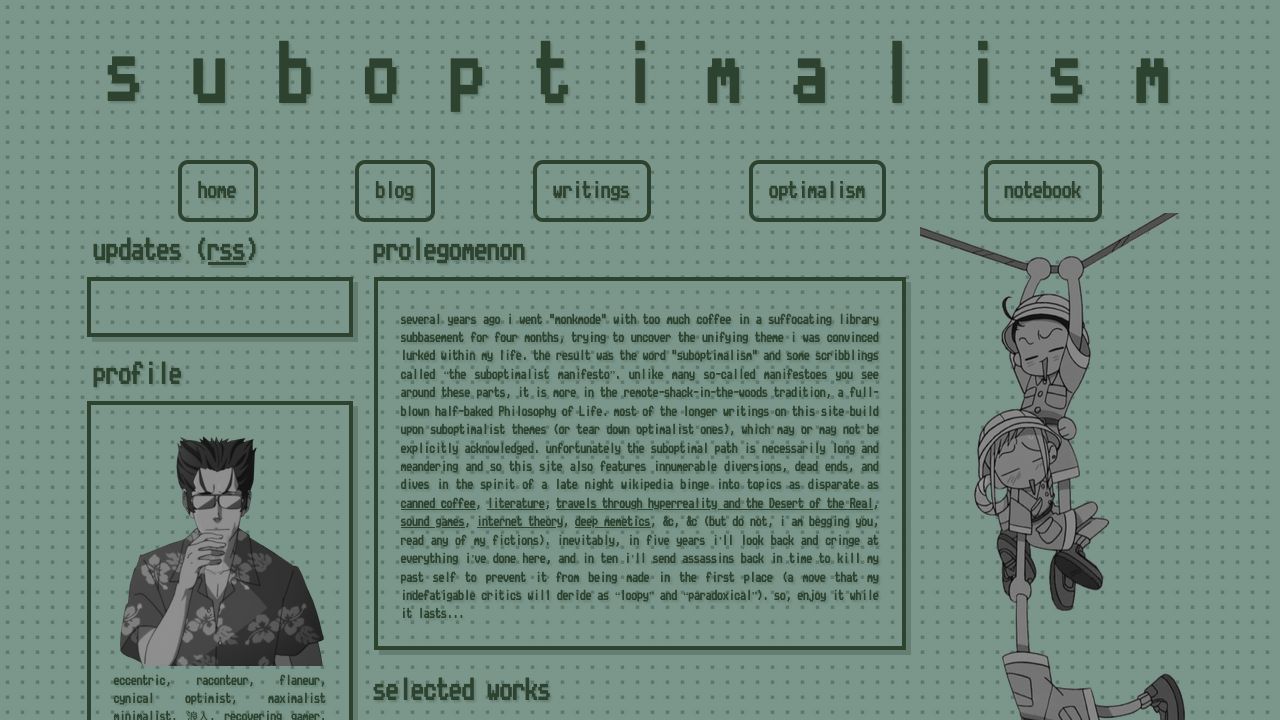 suboptimalism
home blog writings optimalism notebook
updates (rss)
profile
eccentric, raconteur, flaneur,
cynical optimist, maximalist
minimalist, 浪人, recovering gamer,
prolegomenon
several years ago i went "monkmode" with too much coffee in a suffocating library
subbasement for four months, trying to uncover the unifying theme i was convinced
lurked within my life. the result was the word "suboptimalism" and some scribblings
called “the suboptimalist manifesto”. unlike many so-called manifestoes you see
around these parts, it is more in the remote-shack-in-the-woods tradition, a full-
blown half-baked Philosophy of Life. most of the longer writings on this site build
upon suboptimalist themes (or tear down optimalist ones), which may or may not be
explicitly acknowledged. unfortunately the suboptimal path is necessarily long and
meandering and so this site also features innumerable diversions, dead ends, and
dives in the spirit of a late night wikipedia binge into topics as disparate as
canned coffee, literature; travels through hyperreality and the Desert of the Real,
sound games, internet theory, deep memetics, &c, &c (but do not, i am begging you,
read any of my fictions). inevitably, in five years i'll look back and cringe at
everything i've done here, and in ten i'll send assassins back in time to kill my
past self to prevent it from being made in the first place (a move that my
indefatigable critics will deride as “loopy” and “paradoxical”). so, enjoy it while
it lasts...
selected works